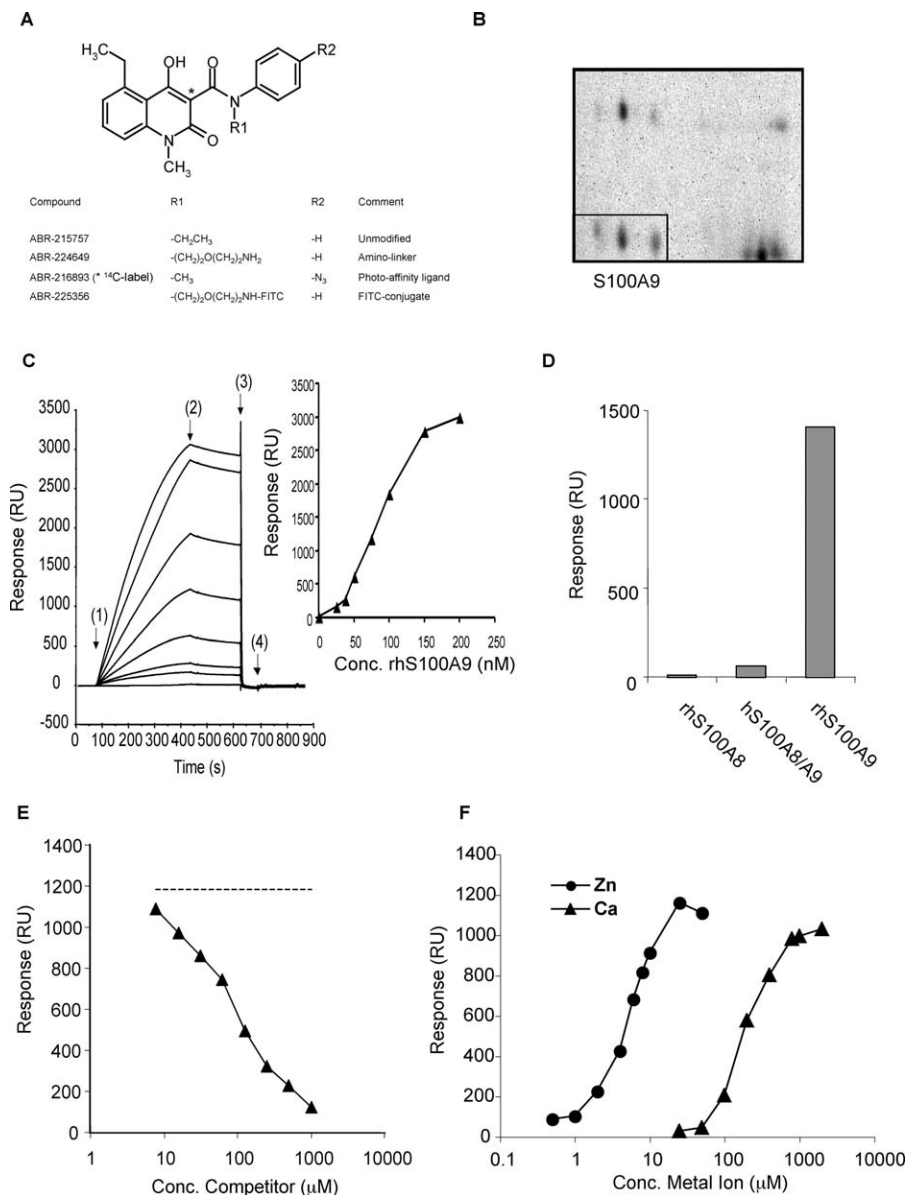 A
H₃C
OH
O
R2
*
N
R1
N
O
CH₃
Compound R1 R2 Comment
ABR-215757 -CH₂CH₃ -H Unmodified
ABR-224649 -(CH₂)₂O(CH₂)₂NH₂ -H Amino-linker
ABR-216893 (* ¹⁴C-label) -CH₃ -N₃ Photo-affinity ligand
ABR-225356 -(CH₂)₂O(CH₂)₂NH-FITC -H FITC-conjugate
B
S100A9
C
Response (RU)
3500
3000
2500
2000
1500
1000
500
0
-500
(1)
(2)
(3)
(4)
0 100 200 300 400 500 600 700 800 900
Time (s)
Response (RU)
3500
3000
2500
2000
1500
1000
500
0
0 50 100 150 200 250
Conc. rhS100A9 (nM)
D
Response (RU)
1500
1000
500
0
rhS100A8
hS100A8/A9
rhS100A9
E
Response (RU)
1400
1200
1000
800
600
400
200
0
1 10 100 1000 10000
Conc. Competitor (µM)
F
Response (RU)
1400
1200
1000
800
600
400
200
0
Zn
Ca
0.1 1 10 100 1000 10000
Conc. Metal Ion (µM)